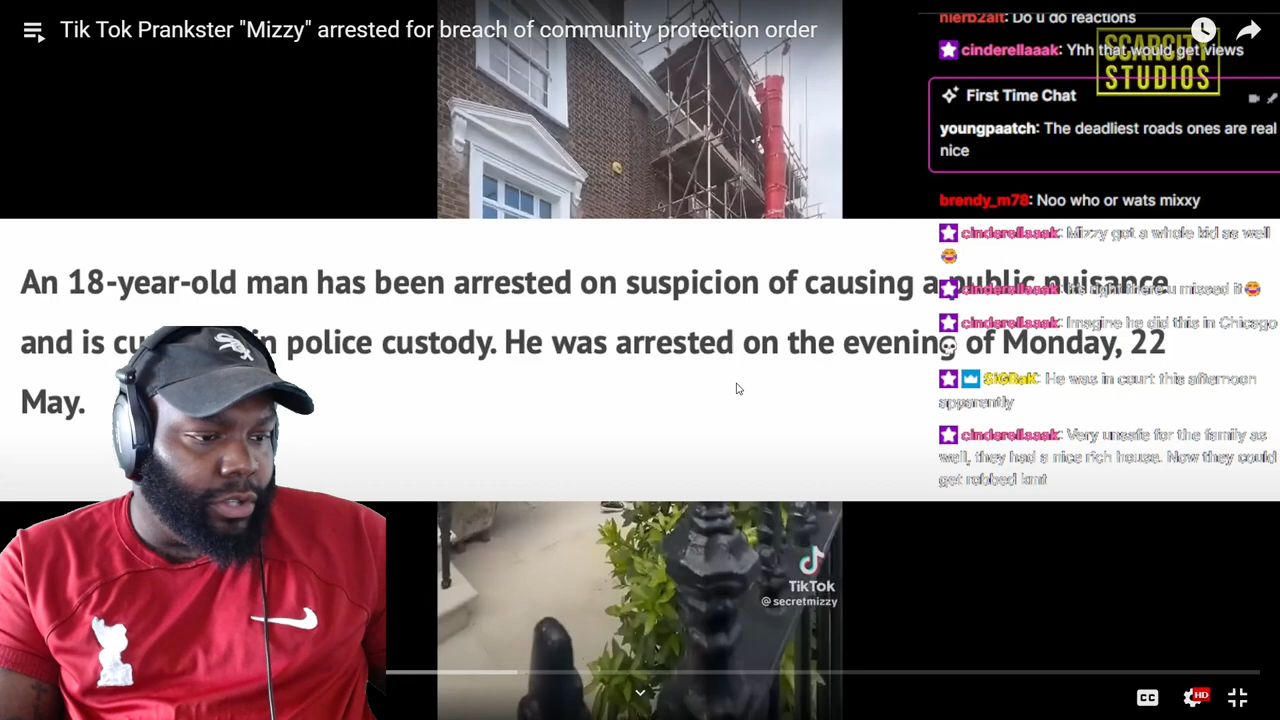 Tik Tok Prankster "Mizzy" arrested for breach of community protection order
nierb2alt: Do u do reactions
cinderellaaak: Yhh that would get views
SCARCITY
STUDIOS
First Time Chat
youngpaatch: The deadliest roads ones are real
nice
brendy_m78: Noo who or wats mixxy
cinderellaaak: Mizzy got a whole kid as well
😂
cinderellaaak: It's right there u missed it😂
cinderellaaak: Imagine he did this in Chicago
💀
SIGRaK: He was in court this afternoon
apparently
cinderellaaak: Very unsafe for the family as
well, they had a nice rich house. Now they could
get robbed kmt
An 18-year-old man has been arrested on suspicion of causing a public nuisance
and is cu in police custody. He was arrested on the evening of Monday, 22
May.
TikTok
@secretmizzy
CC
HD